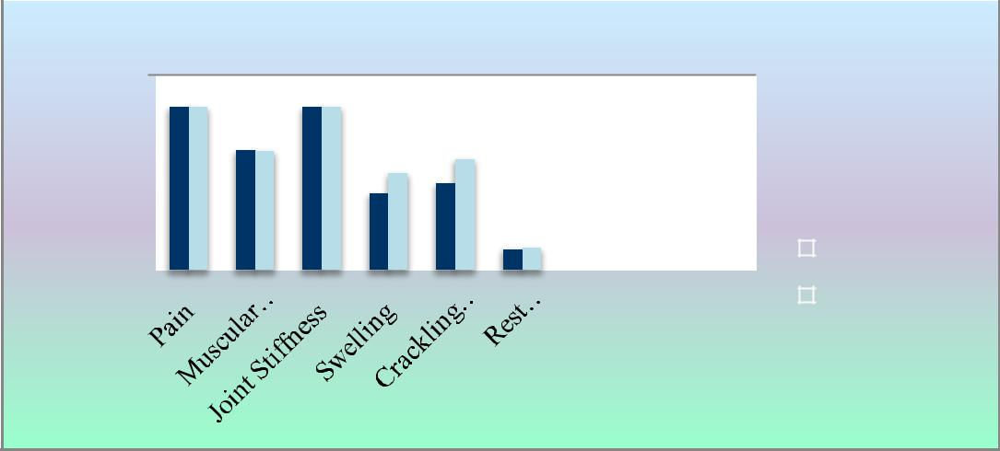 Pain
Muscular..
Joint Stiffness
Swelling
Crackling..
Rest..